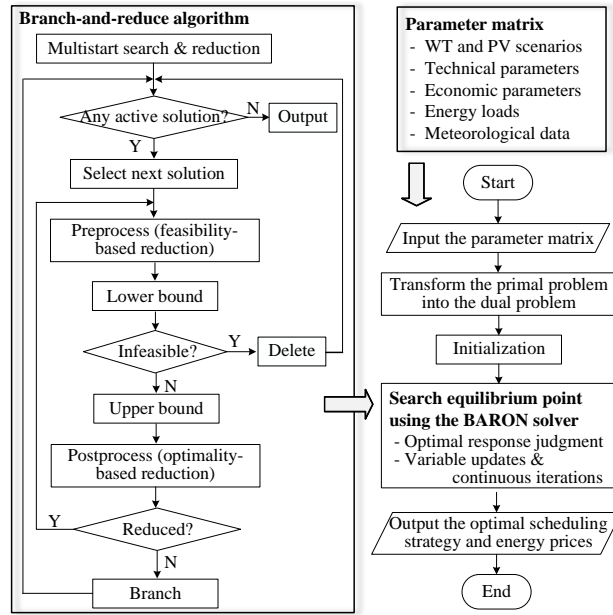 Branch-and-reduce algorithm
Multistart search & reduction
Any active solution?
N
Output
Y
Select next solution
Preprocess (feasibility-
based reduction)
Lower bound
Infeasible?
Y
Delete
N
Upper bound
Postprocess (optimality-
based reduction)
Y
Reduced?
N
Branch
Parameter matrix
- WT and PV scenarios
- Technical parameters
- Economic parameters
- Energy loads
- Meteorological data
Start
Input the parameter matrix
Transform the primal problem
into the dual problem
Initialization
Search equilibrium point
using the BARON solver
- Optimal response judgment
- Variable updates &
continuous iterations
Output the optimal scheduling
strategy and energy prices
End